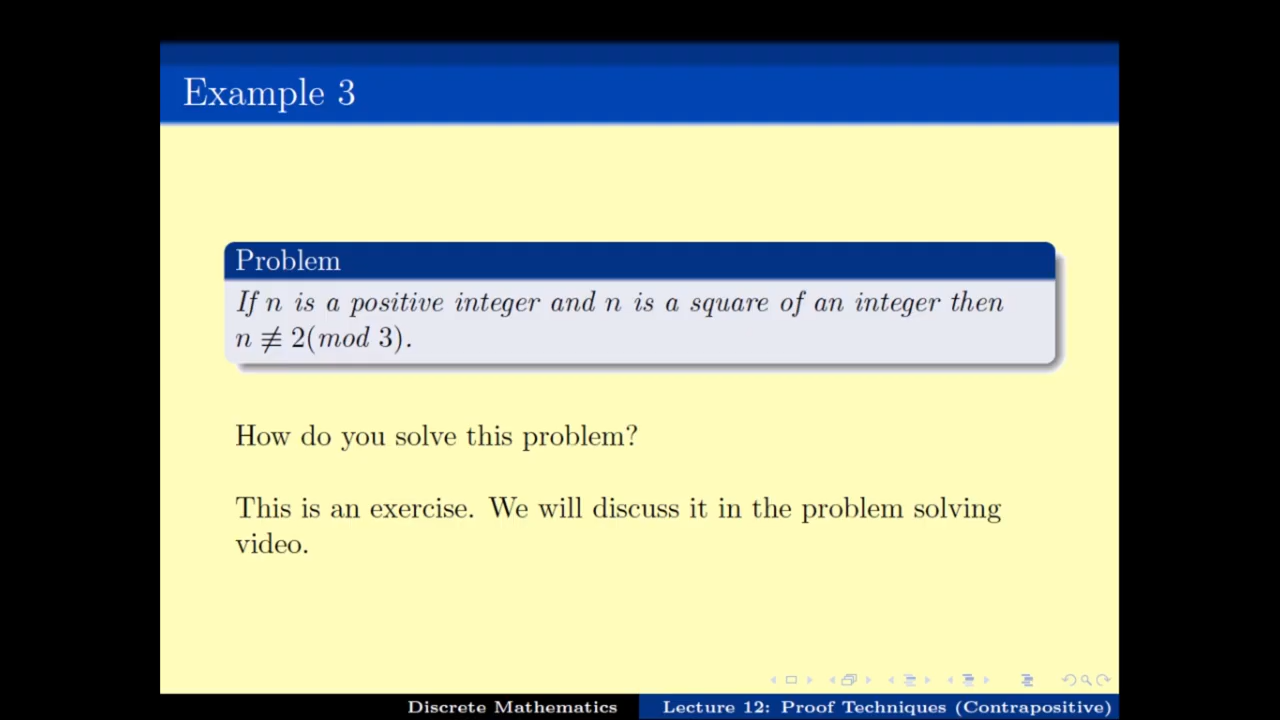 Example 3
Problem
If n is a positive integer and n is a square of an integer then
n ≢ 2(mod 3).
How do you solve this problem?
This is an exercise. We will discuss it in the problem solving
video.
Discrete Mathematics
Lecture 12: Proof Techniques (Contrapositive)